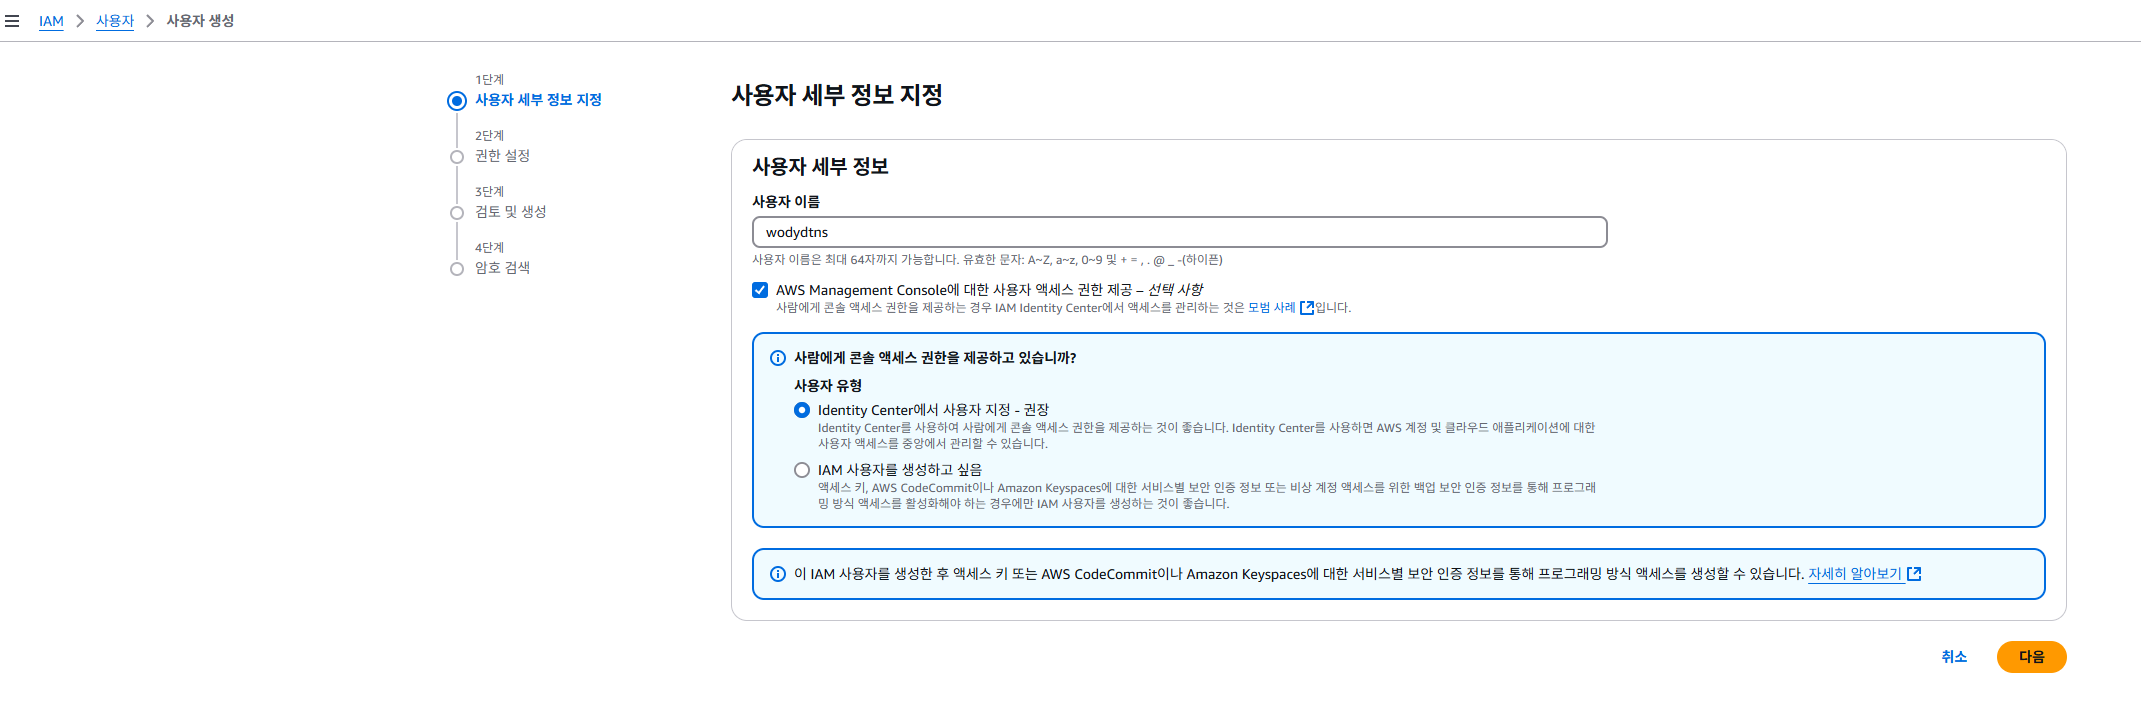 IAM > 사용자 > 사용자 생성
1단계
사용자 세부 정보 지정
2단계
권한 설정
3단계
검토 및 생성
4단계
암호 검색
사용자 세부 정보 지정
사용자 세부 정보
사용자 이름
wodydtns
사용자 이름은 최대 64자까지 가능합니다. 유효한 문자: A~Z, a~z, 0~9 및 + = , . @ _ -(하이픈)
AWS Management Console에 대한 사용자 액세스 권한 제공 – 선택 사항
사람에게 콘솔 액세스 권한을 제공하는 경우 IAM Identity Center에서 액세스를 관리하는 것은 모범 사례 입니다.
사람에게 콘솔 액세스 권한을 제공하고 있습니까?
사용자 유형
Identity Center에서 사용자 지정 - 권장
Identity Center를 사용하여 사람에게 콘솔 액세스 권한을 제공하는 것이 좋습니다. Identity Center를 사용하면 AWS 계정 및 클라우드 애플리케이션에 대한
사용자 액세스를 중앙에서 관리할 수 있습니다.
IAM 사용자를 생성하고 싶음
액세스 키, AWS CodeCommit이나 Amazon Keyspaces에 대한 서비스별 보안 인증 정보 또는 비상 계정 액세스를 위한 백업 보안 인증 정보를 통해 프로그래
밍 방식 액세스를 활성화해야 하는 경우에만 IAM 사용자를 생성하는 것이 좋습니다.
이 IAM 사용자를 생성한 후 액세스 키 또는 AWS CodeCommit이나 Amazon Keyspaces에 대한 서비스별 보안 인증 정보를 통해 프로그래밍 방식 액세스를 생성할 수 있습니다. 자세히 알아보기
취소
다음